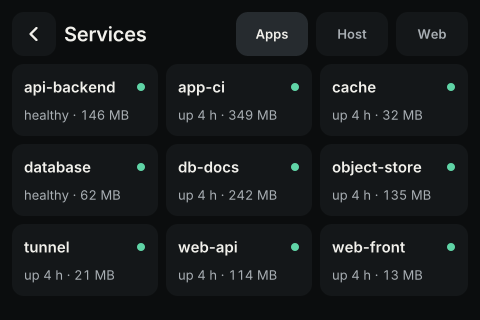 Services Apps Host Web
api-backend app-ci cache
healthy · 146 MB up 4 h · 349 MB up 4 h · 32 MB
database db-docs object-store
healthy · 62 MB up 4 h · 242 MB up 4 h · 135 MB
tunnel web-api web-front
up 4 h · 21 MB up 4 h · 114 MB up 4 h · 13 MB